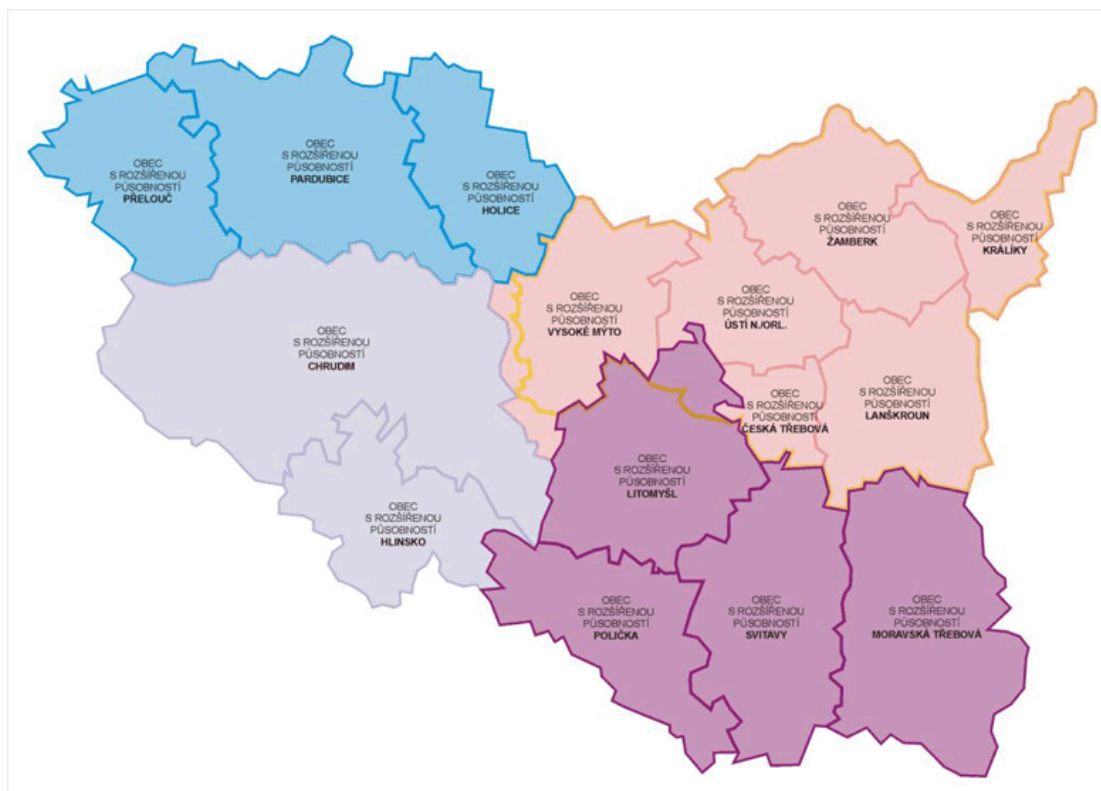 OBEC
S ROZŠÍŘENOU
PŮSOBNOSTÍ
PŘELOUČ
OBEC
S ROZŠÍŘENOU
PŮSOBNOSTÍ
PARDUBICE
OBEC
S ROZŠÍŘENOU
PŮSOBNOSTÍ
HOLICE
OBEC
S ROZŠÍŘENOU
PŮSOBNOSTÍ
ŽAMBERK
OBEC
S ROZŠÍŘENOU
PŮSOBNOSTÍ
KRÁLÍKY
OBEC
S ROZŠÍŘENOU
PŮSOBNOSTÍ
VYSOKÉ MÝTO
OBEC
S ROZŠÍŘENOU
PŮSOBNOSTÍ
ÚSTÍ N./ORL.
OBEC
S ROZŠÍŘENOU
PŮSOBNOSTÍ
CHRUDIM
OBEC
S ROZŠÍŘENOU
PŮSOBNOSTÍ
ČESKÁ TŘEBOVÁ
OBEC
S ROZŠÍŘENOU
PŮSOBNOSTÍ
LANŠKROUN
OBEC
S ROZŠÍŘENOU
PŮSOBNOSTÍ
LITOMYŠL
OBEC
S ROZŠÍŘENOU
PŮSOBNOSTÍ
HLINSKO
OBEC
S ROZŠÍŘENOU
PŮSOBNOSTÍ
POLIČKA
OBEC
S ROZŠÍŘENOU
PŮSOBNOSTÍ
SVITAVY
OBEC
S ROZŠÍŘENOU
PŮSOBNOSTÍ
MORAVSKÁ TŘEBOVÁ